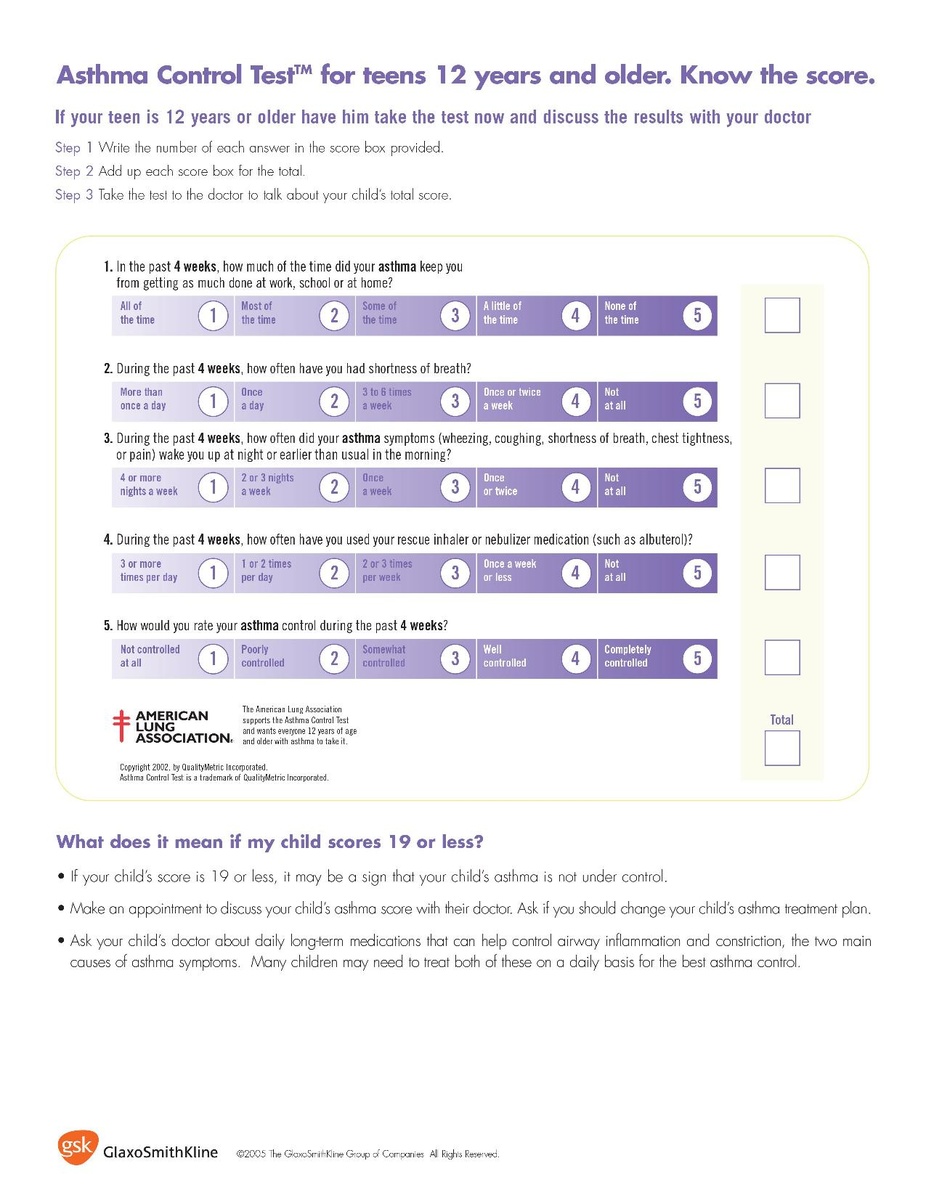 Asthma Control Test™ for teens 12 years and older. Know the score.
If your teen is 12 years or older have him take the test now and discuss the results with your doctor
Step 1 Write the number of each answer in the score box provided.
Step 2 Add up each score box for the total.
Step 3 Take the test to the doctor to talk about your child's total score.
1. In the past 4 weeks, how much of the time did your asthma keep you
from getting as much done at work, school or at home?
All of
the time
1
Most of
the time
2
Some of
the time
3
A little of
the time
4
None of
the time
5
2. During the past 4 weeks, how often have you had shortness of breath?
More than
once a day
1
Once
a day
2
3 to 6 times
a week
3
Once or twice
a week
4
Not
at all
5
3. During the past 4 weeks, how often did your asthma symptoms (wheezing, coughing, shortness of breath, chest tightness,
or pain) wake you up at night or earlier than usual in the morning?
4 or more
nights a week
1
2 or 3 nights
a week
2
Once
a week
3
Once
or twice
4
Not
at all
5
4. During the past 4 weeks, how often have you used your rescue inhaler or nebulizer medication (such as albuterol)?
3 or more
times per day
1
1 or 2 times
per day
2
2 or 3 times
per week
3
Once a week
or less
4
Not
at all
5
5. How would you rate your asthma control during the past 4 weeks?
Not controlled
at all
1
Poorly
controlled
2
Somewhat
controlled
3
Well
controlled
4
Completely
controlled
5
AMERICAN
LUNG
ASSOCIATION®
The American Lung Association
supports the Asthma Control Test
and wants everyone 12 years of age
and older with asthma to take it.
Total
Copyright 2002, by QualityMetric Incorporated.
Asthma Control Test is a trademark of QualityMetric Incorporated.
What does it mean if my child scores 19 or less?
• If your child's score is 19 or less, it may be a sign that your child's asthma is not under control.
• Make an appointment to discuss your child's asthma score with their doctor. Ask if you should change your child's asthma treatment plan.
• Ask your child's doctor about daily long-term medications that can help control airway inflammation and constriction, the two main
causes of asthma symptoms. Many children may need to treat both of these on a daily basis for the best asthma control.
gsk GlaxoSmithKline ©2005 The GlaxoSmithKline Group of Companies All Rights Reserved.